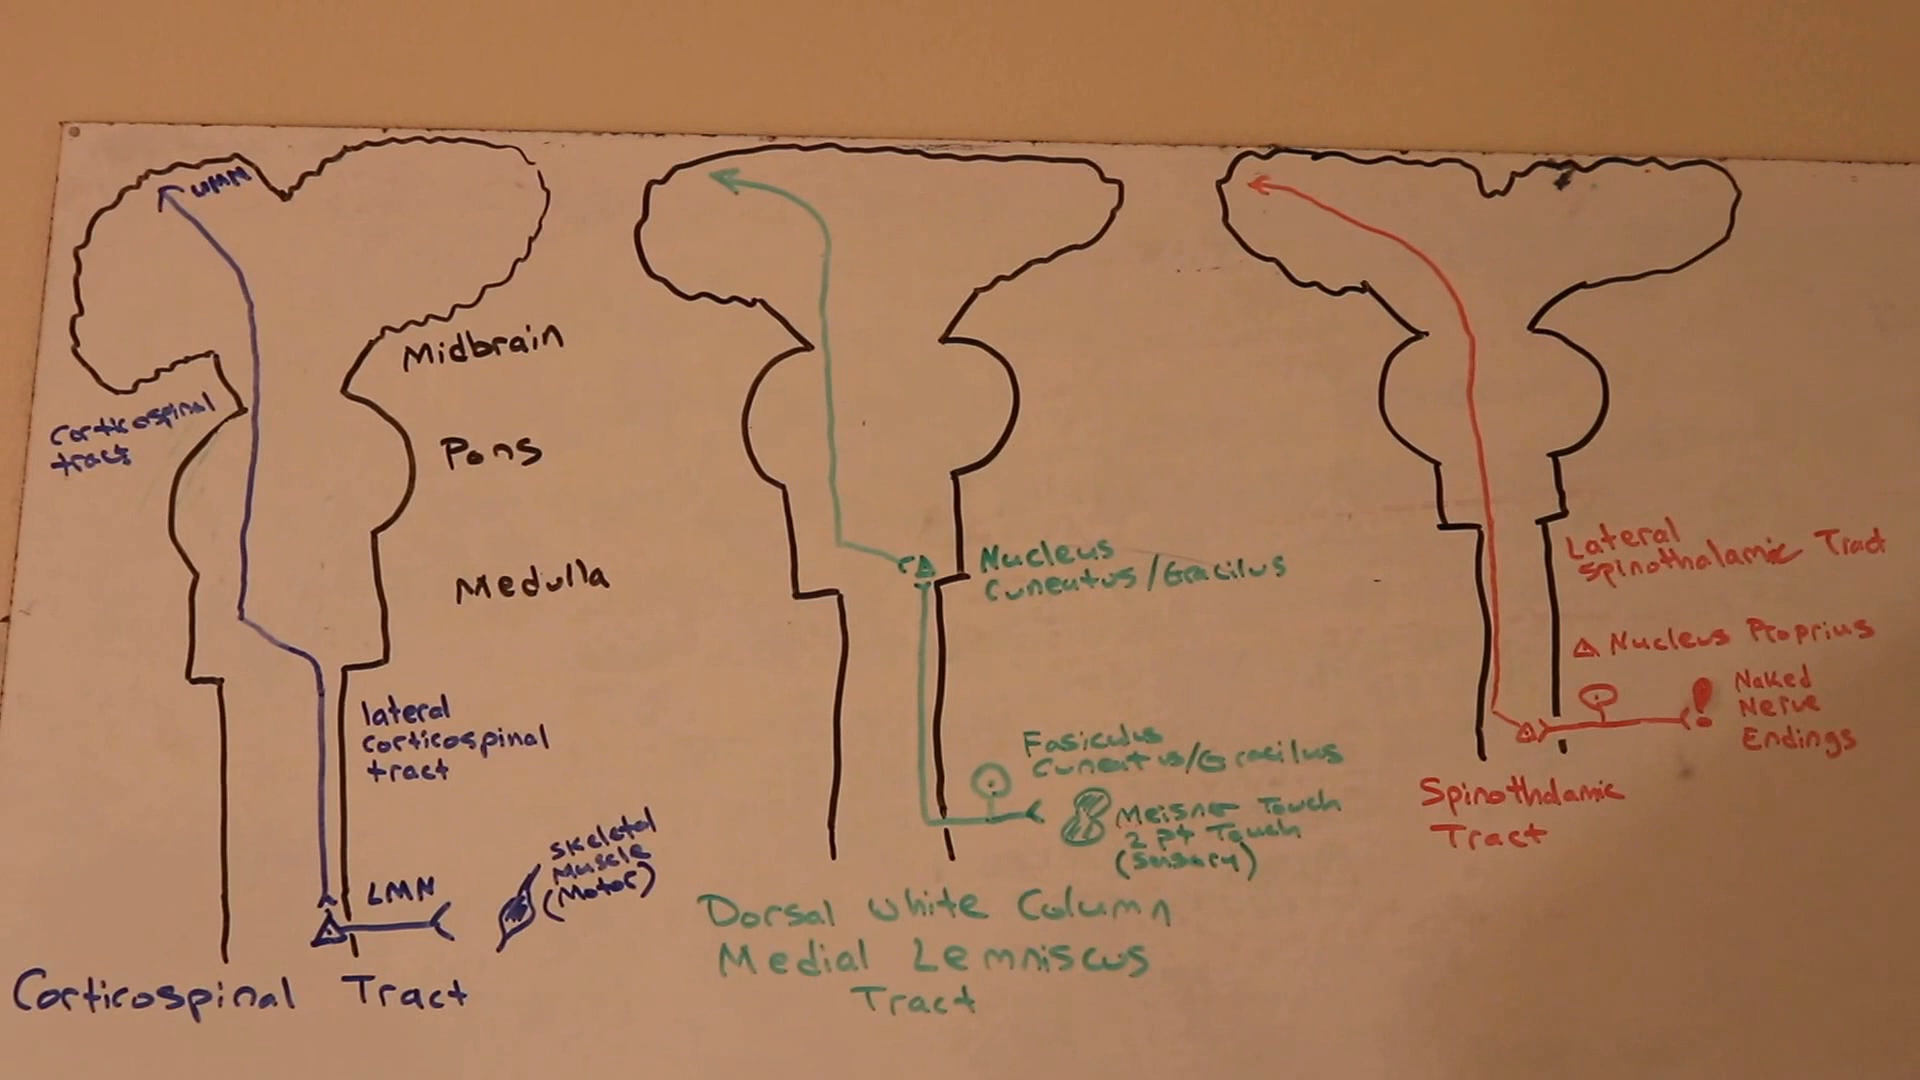 UMN
Midbrain
Corticospinal
tract
Pons
Medulla
lateral
corticospinal
tract
LMN
Skeletal
Muscle
(Motor)
Corticospinal Tract
Nucleus
Cuneatus/Gracilus
Fasiculus
Cuneatus/Gracilus
Meisner Touch
2 pt Touch
(Sensory)
Dorsal White Column
Medial Lemniscus
Tract
Lateral
Spinothalamic Tract
Nucleus Proprius
Naked
Nerve
Endings
Spinothalamic
Tract